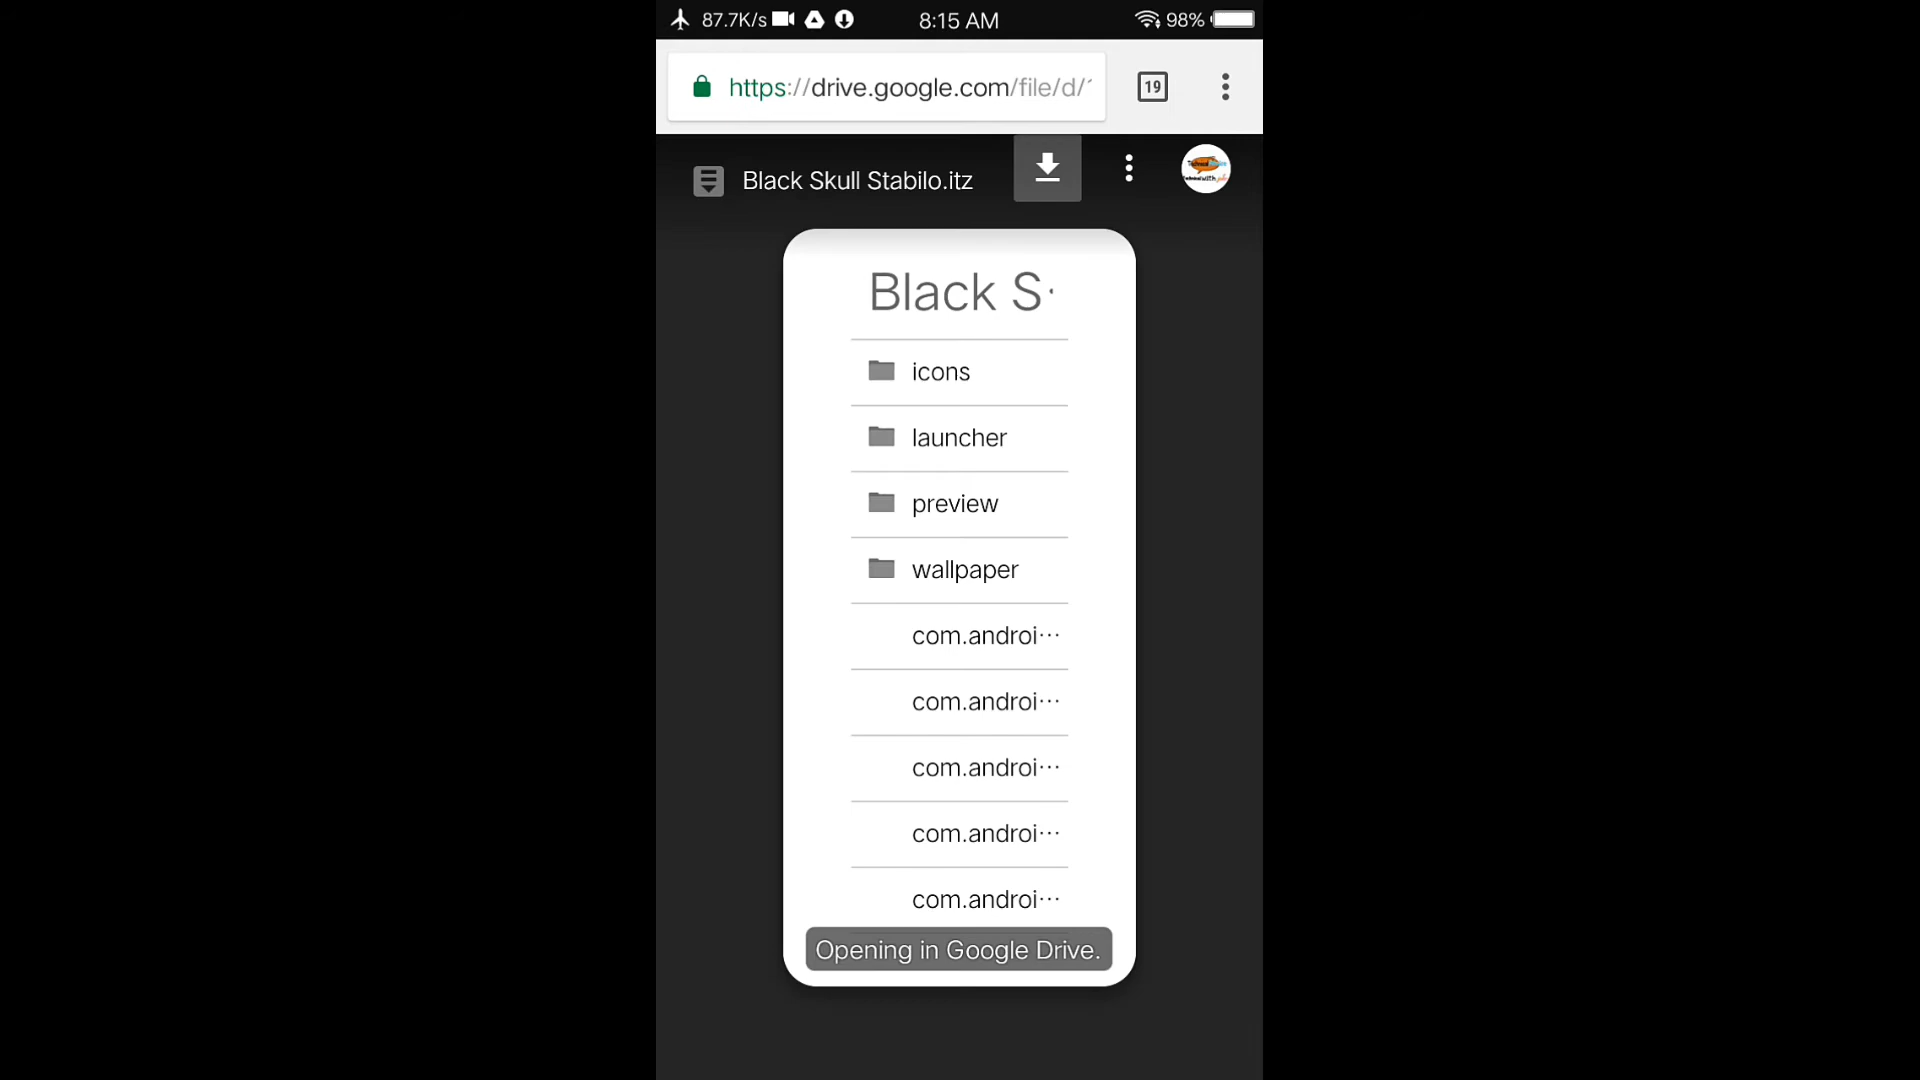 87.7K/s 8:15 AM 98%
https://drive.google.com/file/d/ 19
Black Skull Stabilo.itz
Black S
icons
launcher
preview
wallpaper
com.androi...
com.androi...
com.androi...
com.androi...
com.androi...
Opening in Google Drive.